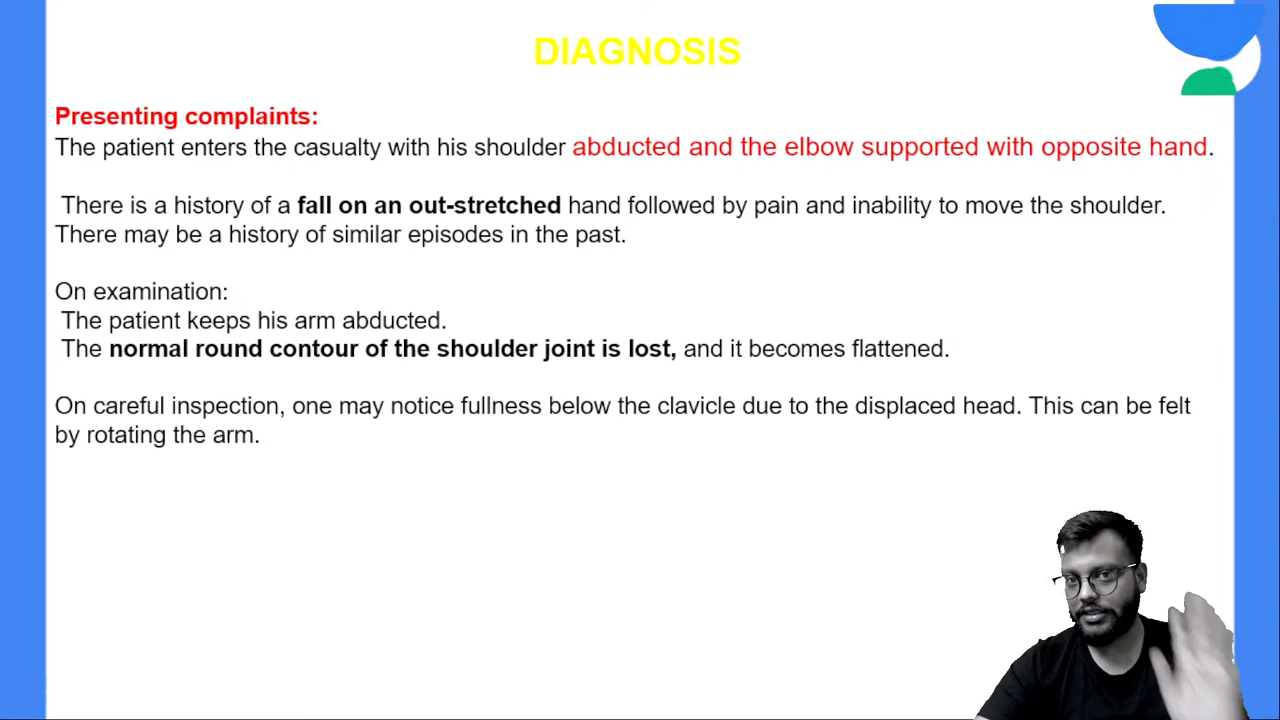 DIAGNOSIS
Presenting complaints:
The patient enters the casualty with his shoulder abducted and the elbow supported with opposite hand.
There is a history of a fall on an out-stretched hand followed by pain and inability to move the shoulder.
There may be a history of similar episodes in the past.
On examination:
The patient keeps his arm abducted.
The normal round contour of the shoulder joint is lost, and it becomes flattened.
On careful inspection, one may notice fullness below the clavicle due to the displaced head. This can be felt
by rotating the arm.